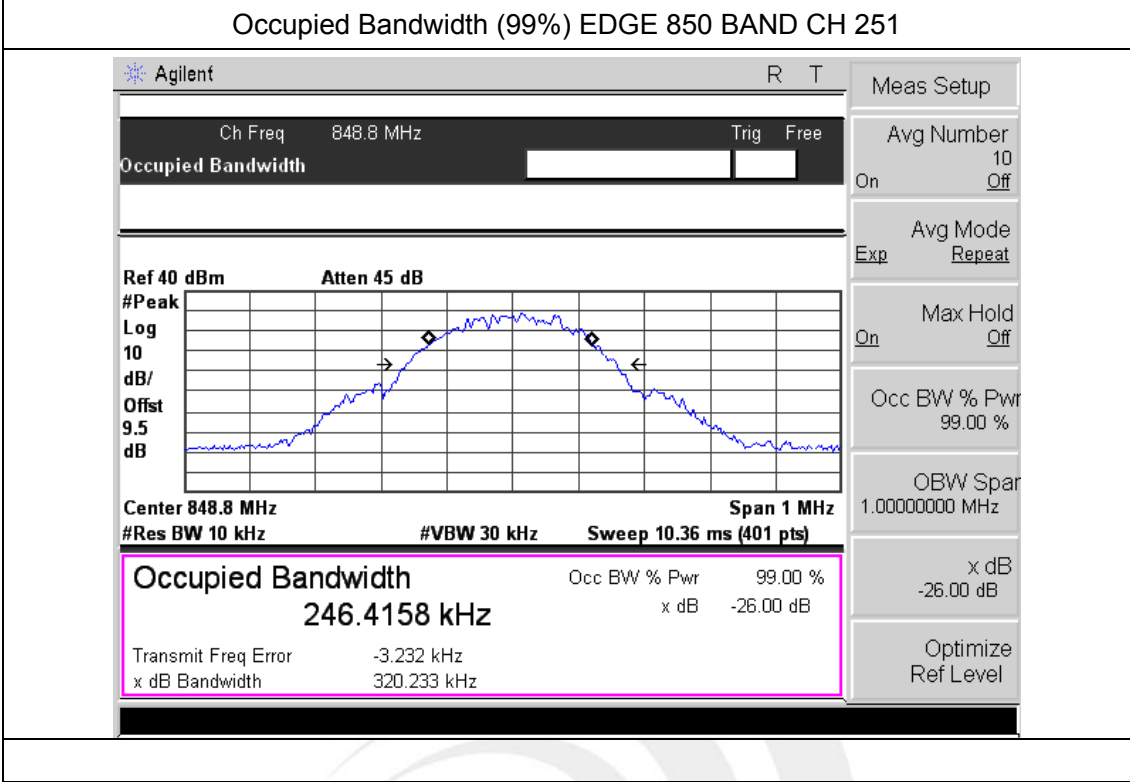 Occupied Bandwidth (99%) EDGE 850 BAND CH 251
Agilent R T
Ch Freq 848.8 MHz Trig Free
Occupied Bandwidth
Ref 40 dBm Atten 45 dB
#Peak
Log
10
dB/
Offst
9.5
dB
Center 848.8 MHz Span 1 MHz
#Res BW 10 kHz #VBW 30 kHz Sweep 10.36 ms (401 pts)
Occupied Bandwidth
246.4158 kHz
Occ BW % Pwr 99.00 %
x dB -26.00 dB
Transmit Freq Error -3.232 kHz
x dB Bandwidth 320.233 kHz
Meas Setup
Avg Number
10
On Off
Avg Mode
Exp Repeat
Max Hold
On Off
Occ BW % Pwr
99.00 %
OBW Span
1.00000000 MHz
x dB
-26.00 dB
Optimize
Ref Level